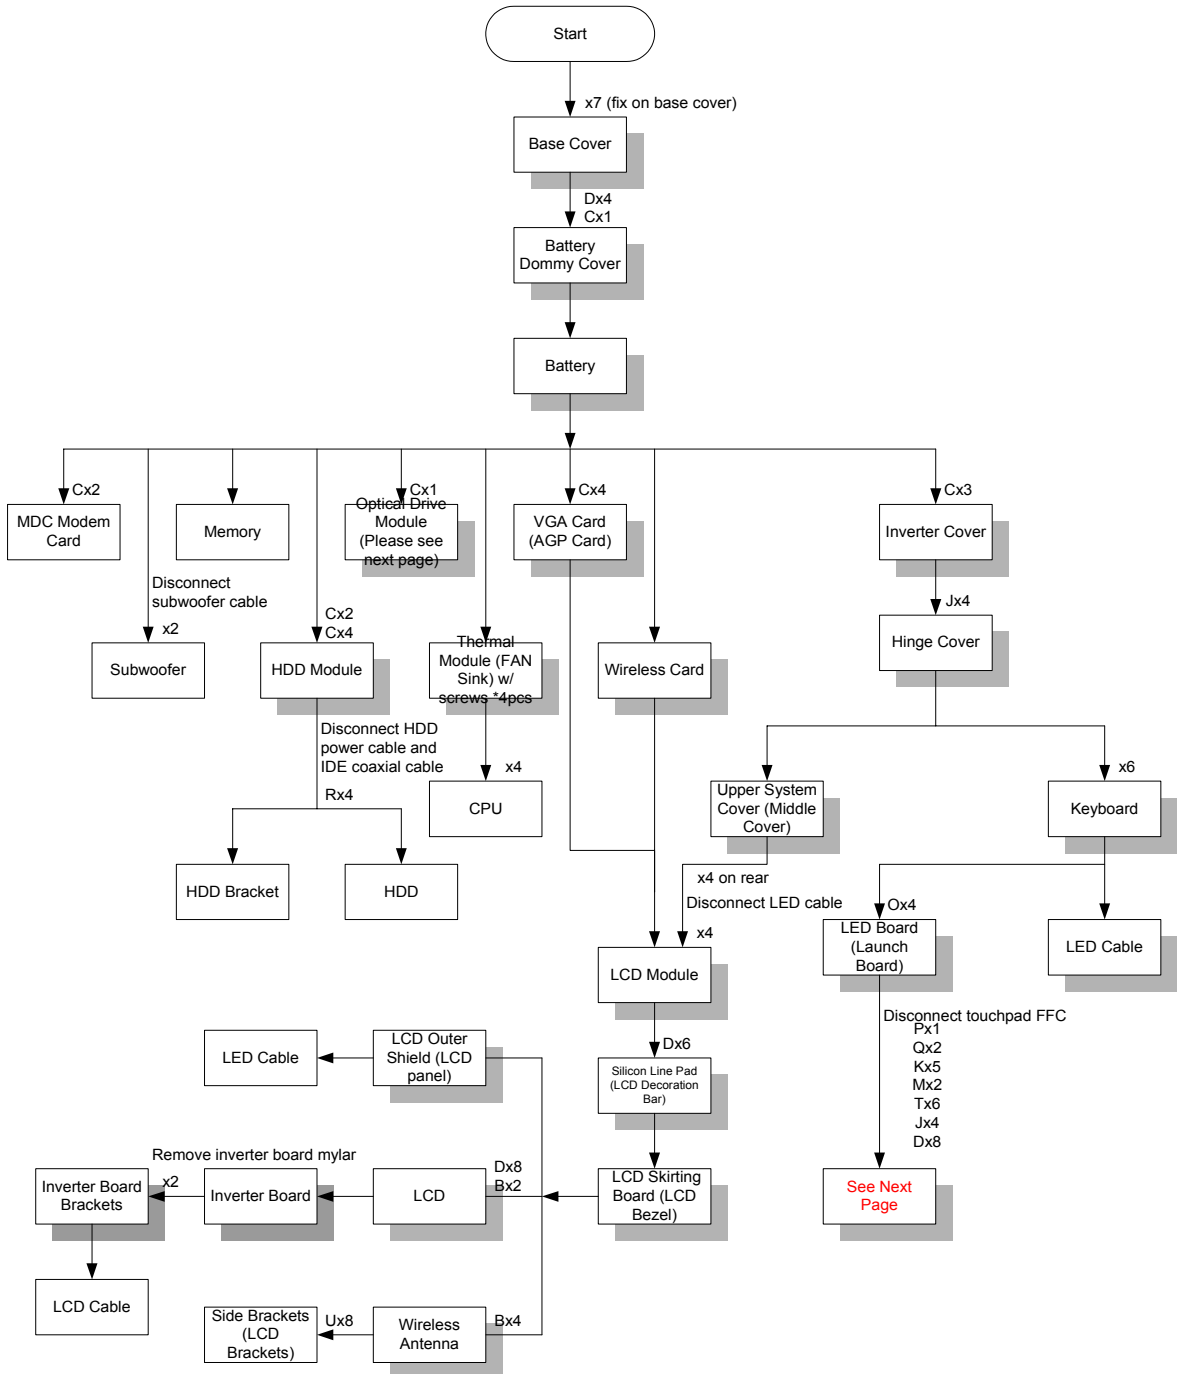 Start
x7 (fix on base cover)
Base Cover
Dx4
Cx1
Battery
Dommy Cover
Battery
Cx2
MDC Modem
Card
Disconnect
subwoofer cable
x2
Subwoofer
Memory
Cx2
Cx4
HDD Module
Disconnect HDD
power cable and
IDE coaxial cable
Rx4
HDD Bracket
HDD
Cx1
Optical Drive
Module
(Please see
next page)
Thermal
Module (FAN
Sink) w/
screws *4pcs
x4
CPU
Cx4
VGA Card
(AGP Card)
Wireless Card
Cx3
Inverter Cover
Jx4
Hinge Cover
Upper System
Cover (Middle
Cover)
x4 on rear
Disconnect LED cable
x4
x6
Keyboard
Ox4
LED Board
(Launch
Board)
LED Cable
Disconnect touchpad FFC
Px1
Qx2
Kx5
Mx2
Tx6
Jx4
Dx8
See Next
Page
LCD Module
Dx6
Silicon Line Pad
(LCD Decoration
Bar)
LCD Skirting
Board (LCD
Bezel)
LCD Outer
Shield (LCD
panel)
LED Cable
Dx8
Bx2
LCD
Remove inverter board mylar
Inverter Board
x2
Inverter Board
Brackets
LCD Cable
Bx4
Wireless
Antenna
Ux8
Side Brackets
(LCD
Brackets)